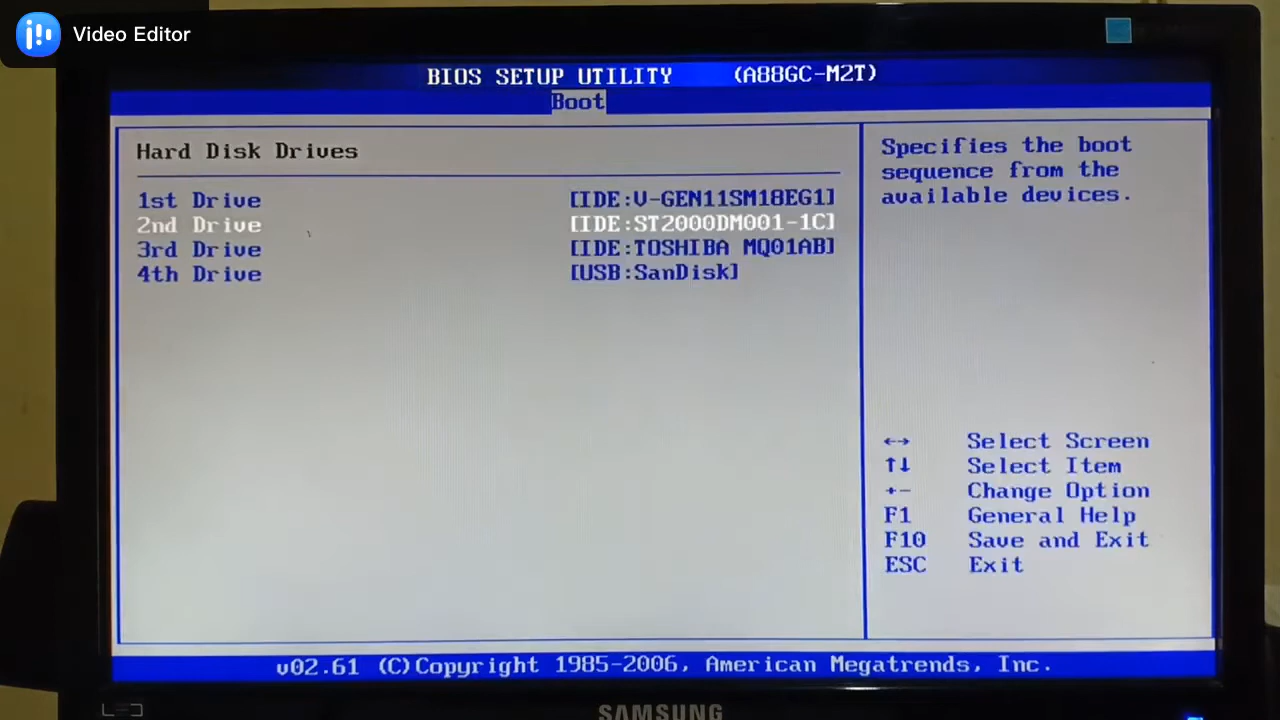 Video Editor
BIOS SETUP UTILITY (A88GC-M2T)
Boot
Hard Disk Drives
1st Drive [IDE:V-GEN11SM18EG1]
2nd Drive [IDE:ST2000DM001-1C]
3rd Drive [IDE:TOSHIBA MQ01AB]
4th Drive [USB:SanDisk]
Specifies the boot
sequence from the
available devices.
↔ Select Screen
↑↓ Select Item
+- Change Option
F1 General Help
F10 Save and Exit
ESC Exit
v02.61 (C)Copyright 1985-2006, American Megatrends, Inc.
SAMSUNG